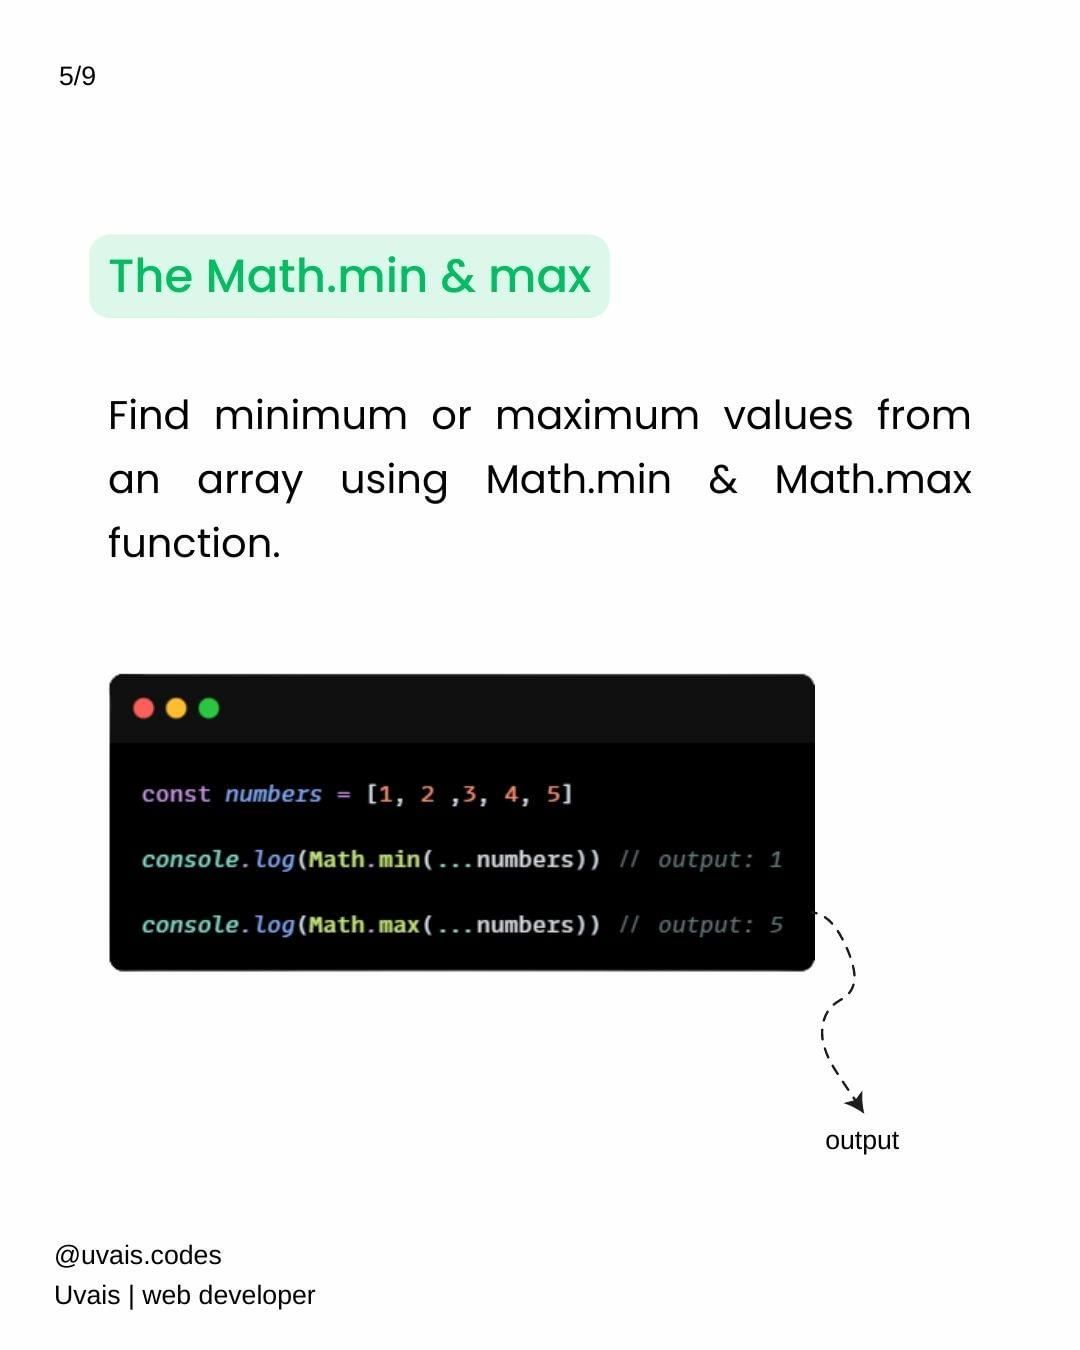 5/9
The Math.min & max
Find minimum or maximum values from
an array using Math.min & Math.max
function.
const numbers = [1, 2 ,3, 4, 5]
console.log(Math.min(...numbers)) // output: 1
console.log(Math.max(...numbers)) // output: 5
output
@uvais.codes
Uvais | web developer